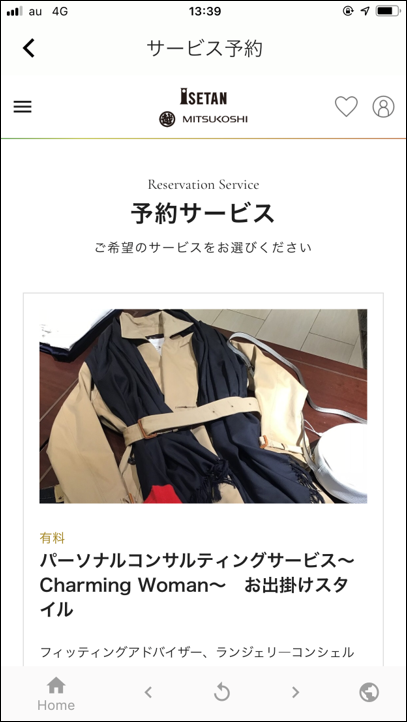 au 4G 13:39
サービス予約
ISETAN
MITSUKOSHI
Reservation Service
予約サービス
ご希望のサービスをお選びください
有料
パーソナルコンサルティングサービス〜
Charming Woman〜　お出掛けスタ
イル
フィッティングアドバイザー、ランジェリ―コンシェル
Home